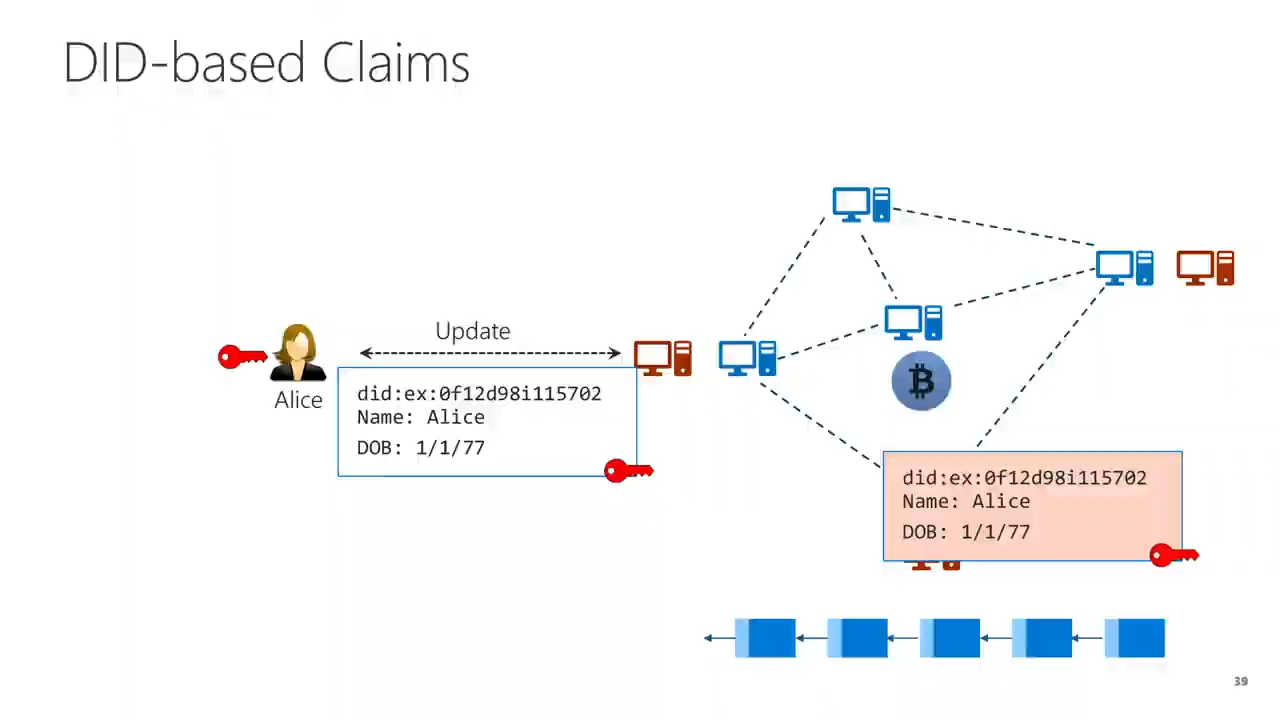 DID-based Claims
Update
Alice
did:ex:0f12d98i115702
Name: Alice
DOB: 1/1/77
did:ex:0f12d98i115702
Name: Alice
DOB: 1/1/77
39